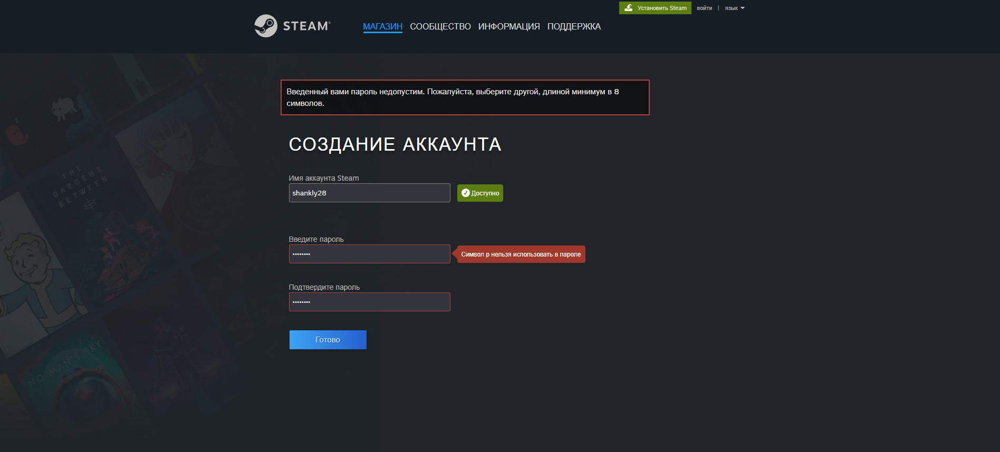 Установить Steam
войти | язык
STEAM®
МАГАЗИН СООБЩЕСТВО ИНФОРМАЦИЯ ПОДДЕРЖКА
Введенный вами пароль недопустим. Пожалуйста, выберите другой, длиной минимум в 8
символов.
СОЗДАНИЕ АККАУНТА
Имя аккаунта Steam
shankly28
Доступно
Введите пароль
••••••••
Символ р нельзя использовать в пароле
Подтвердите пароль
••••••••
Готово
Z
THE
GARDENS
BETWEEN
NO MAN'S SKY